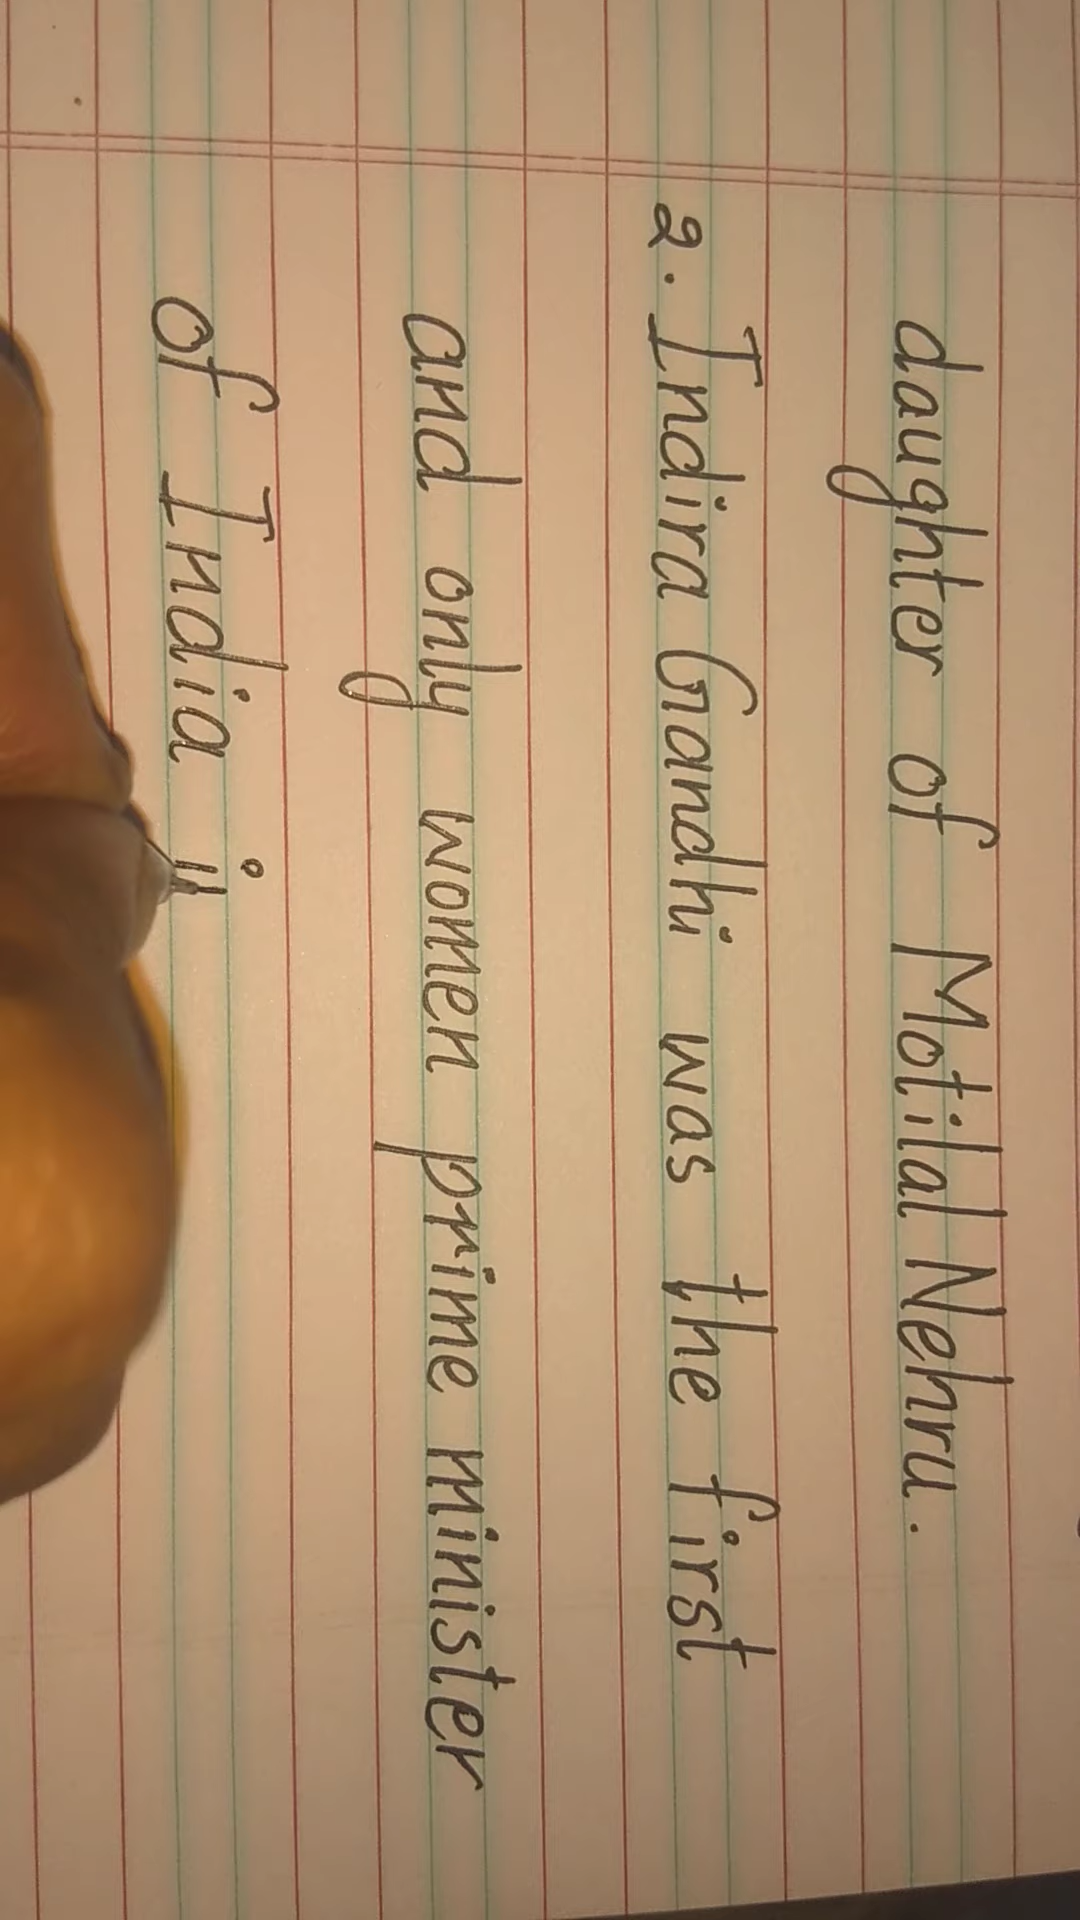 daughter of Motilal Nehru.
2. Indira Gandhi was the first
and only women prime minister
of India